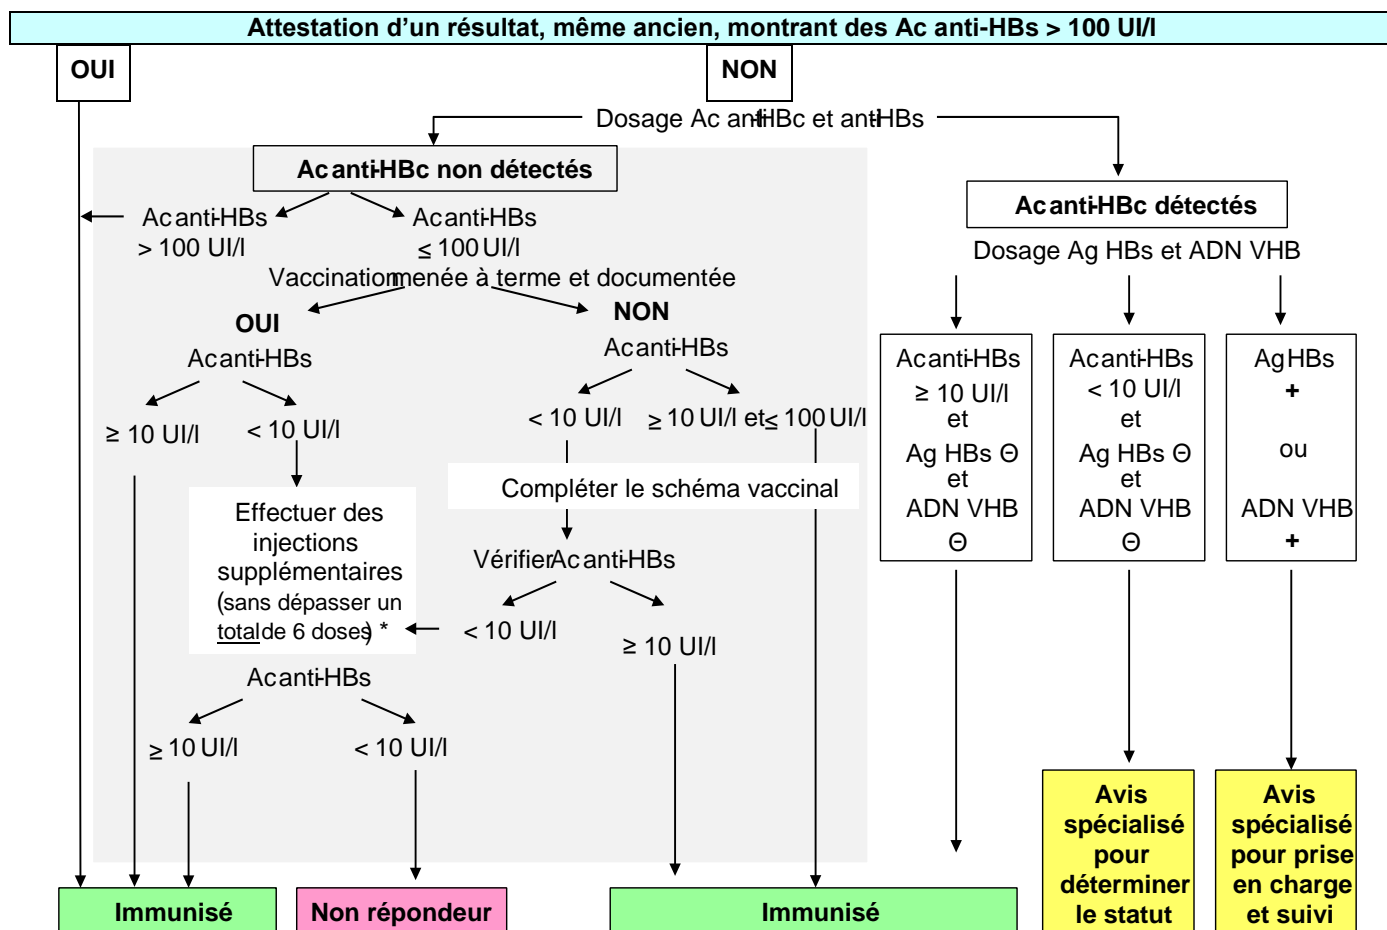 Attestation d’un résultat, même ancien, montrant des Ac anti-HBs > 100 UI/l
OUI
NON
Dosage Ac anti-HBc et anti-HBs
Ac anti-HBc non détectés
Ac anti-HBs
> 100 UI/l
Ac anti-HBs
≤ 100 UI/l
Ac anti-HBc détectés
Dosage Ag HBs et ADN VHB
Vaccination menée à terme et documentée
OUI
NON
Ac anti-HBs
≥ 10 UI/l
< 10 UI/l
Ac anti-HBs
< 10 UI/l
≥ 10 UI/l et ≤ 100 UI/l
Effectuer des
injections
supplémentaires
(sans dépasser un
total de 6 doses) *
Compléter le schéma vaccinal
Vérifier Ac anti-HBs
< 10 UI/l
≥ 10 UI/l
Ac anti-HBs
≥ 10 UI/l
< 10 UI/l
Ac anti-HBs
≥ 10 UI/l
et
Ag HBs Θ
et
ADN VHB
Θ
Ac anti-HBs
< 10 UI/l
et
Ag HBs Θ
et
ADN VHB
Θ
Ag HBs
+
ou
ADN VHB
+
Immunisé
Non répondeur
Immunisé
Avis
spécialisé
pour
déterminer
le statut
Avis
spécialisé
pour prise
en charge
et suivi